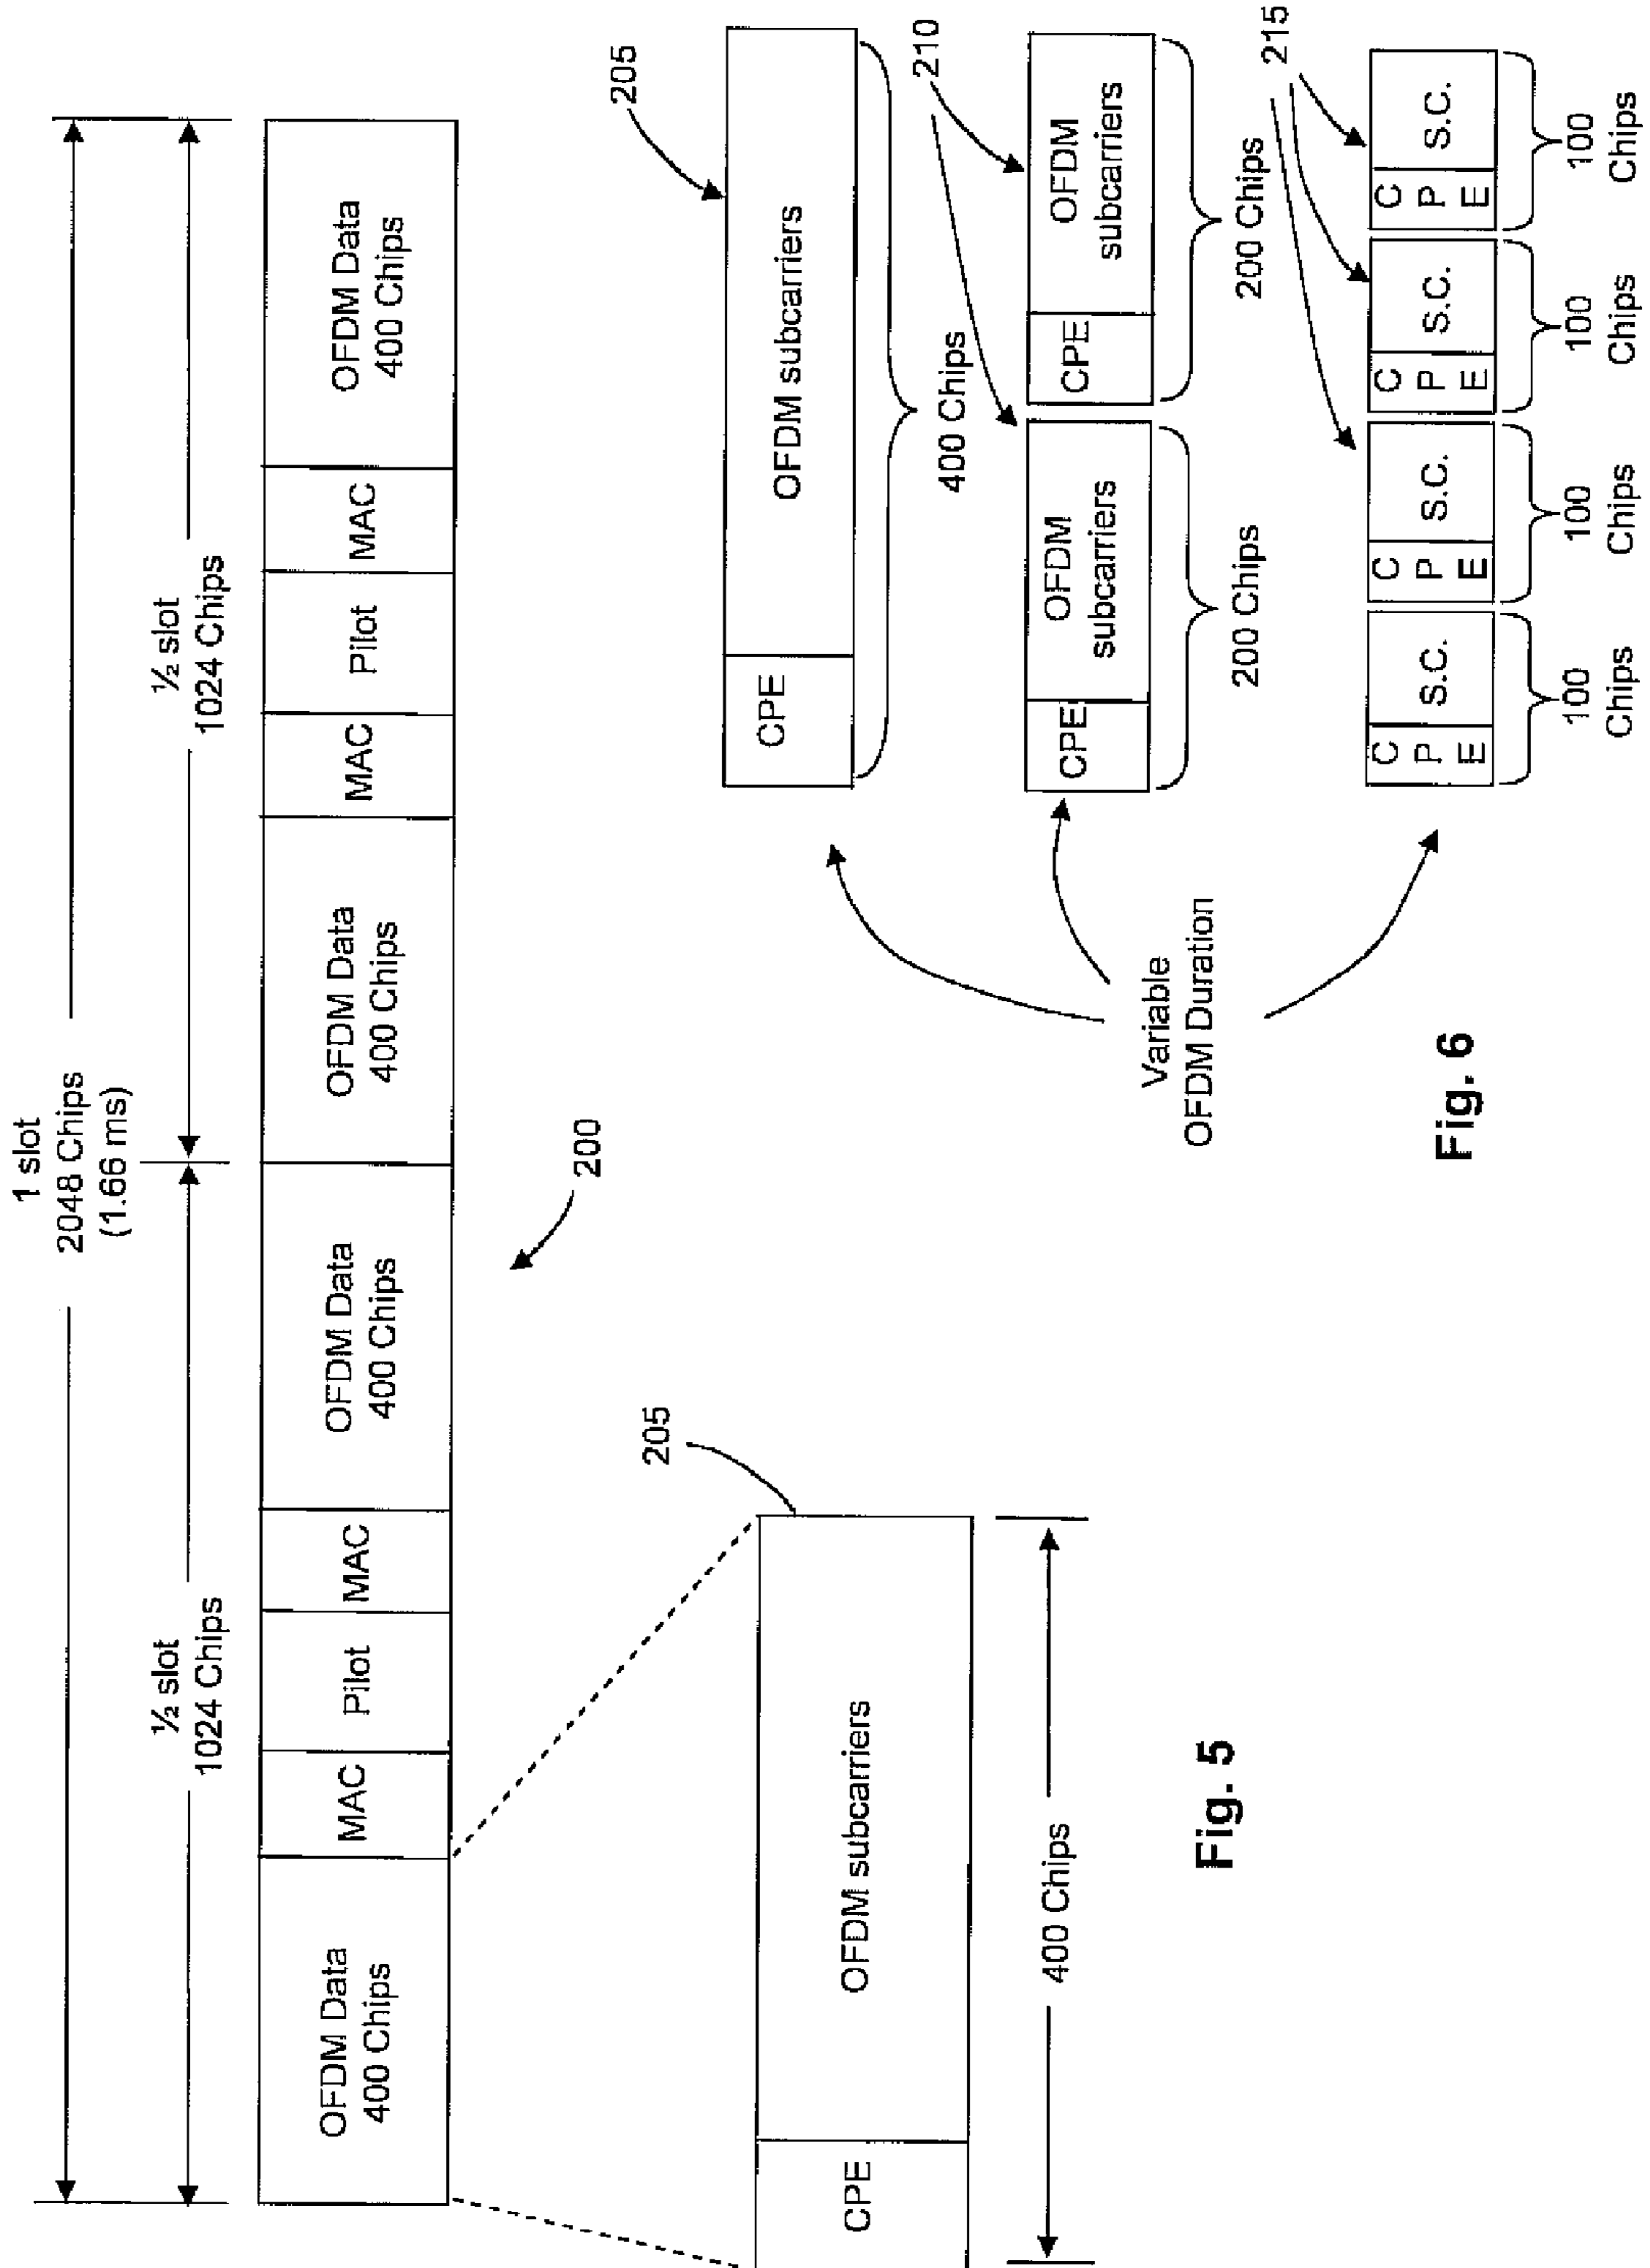 1 slot
2048 Chips
(1.66 ms)
½ slot
1024 Chips
½ slot
1024 Chips
OFDM Data
400 Chips
MAC
Pilot
MAC
OFDM Data
400 Chips
OFDM Data
400 Chips
MAC
Pilot
MAC
OFDM Data
400 Chips
200
205
CPE
OFDM subcarriers
400 Chips
Fig. 5
205
CPE
OFDM subcarriers
400 Chips
210
CPE
OFDM
subcarriers
CPE
OFDM
subcarriers
200 Chips
200 Chips
215
C
P
E
S.C.
C
P
E
S.C.
C
P
E
S.C.
C
P
E
S.C.
100
Chips
100
Chips
100
Chips
100
Chips
Variable
OFDM Duration
Fig. 6